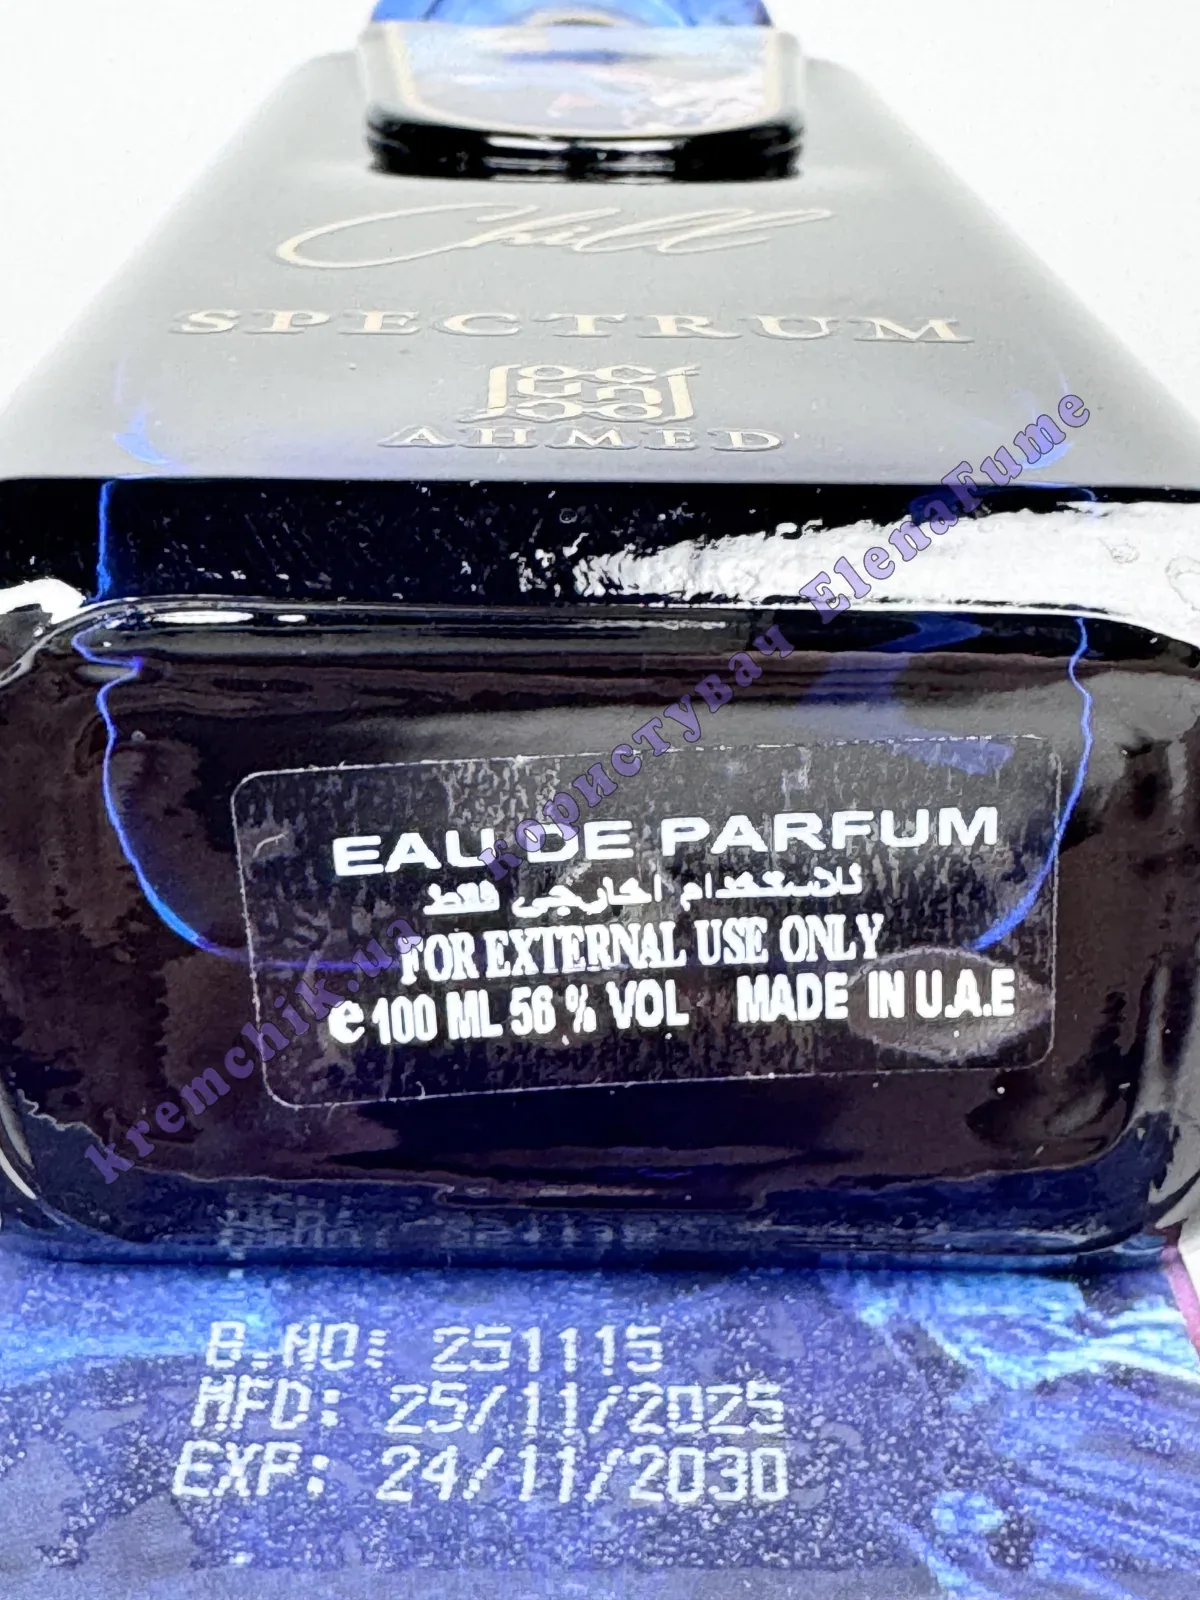 Chill
SPECTRUM
AHMED
EAU DE PARFUM
للاستخدام الخارجي فقط
FOR EXTERNAL USE ONLY
e 100 ML 56 % VOL MADE IN U.A.E
B.NO: 251115
MFD: 25/11/2025
EXP: 24/11/2030
kremchik.ua користувач ElenaFume